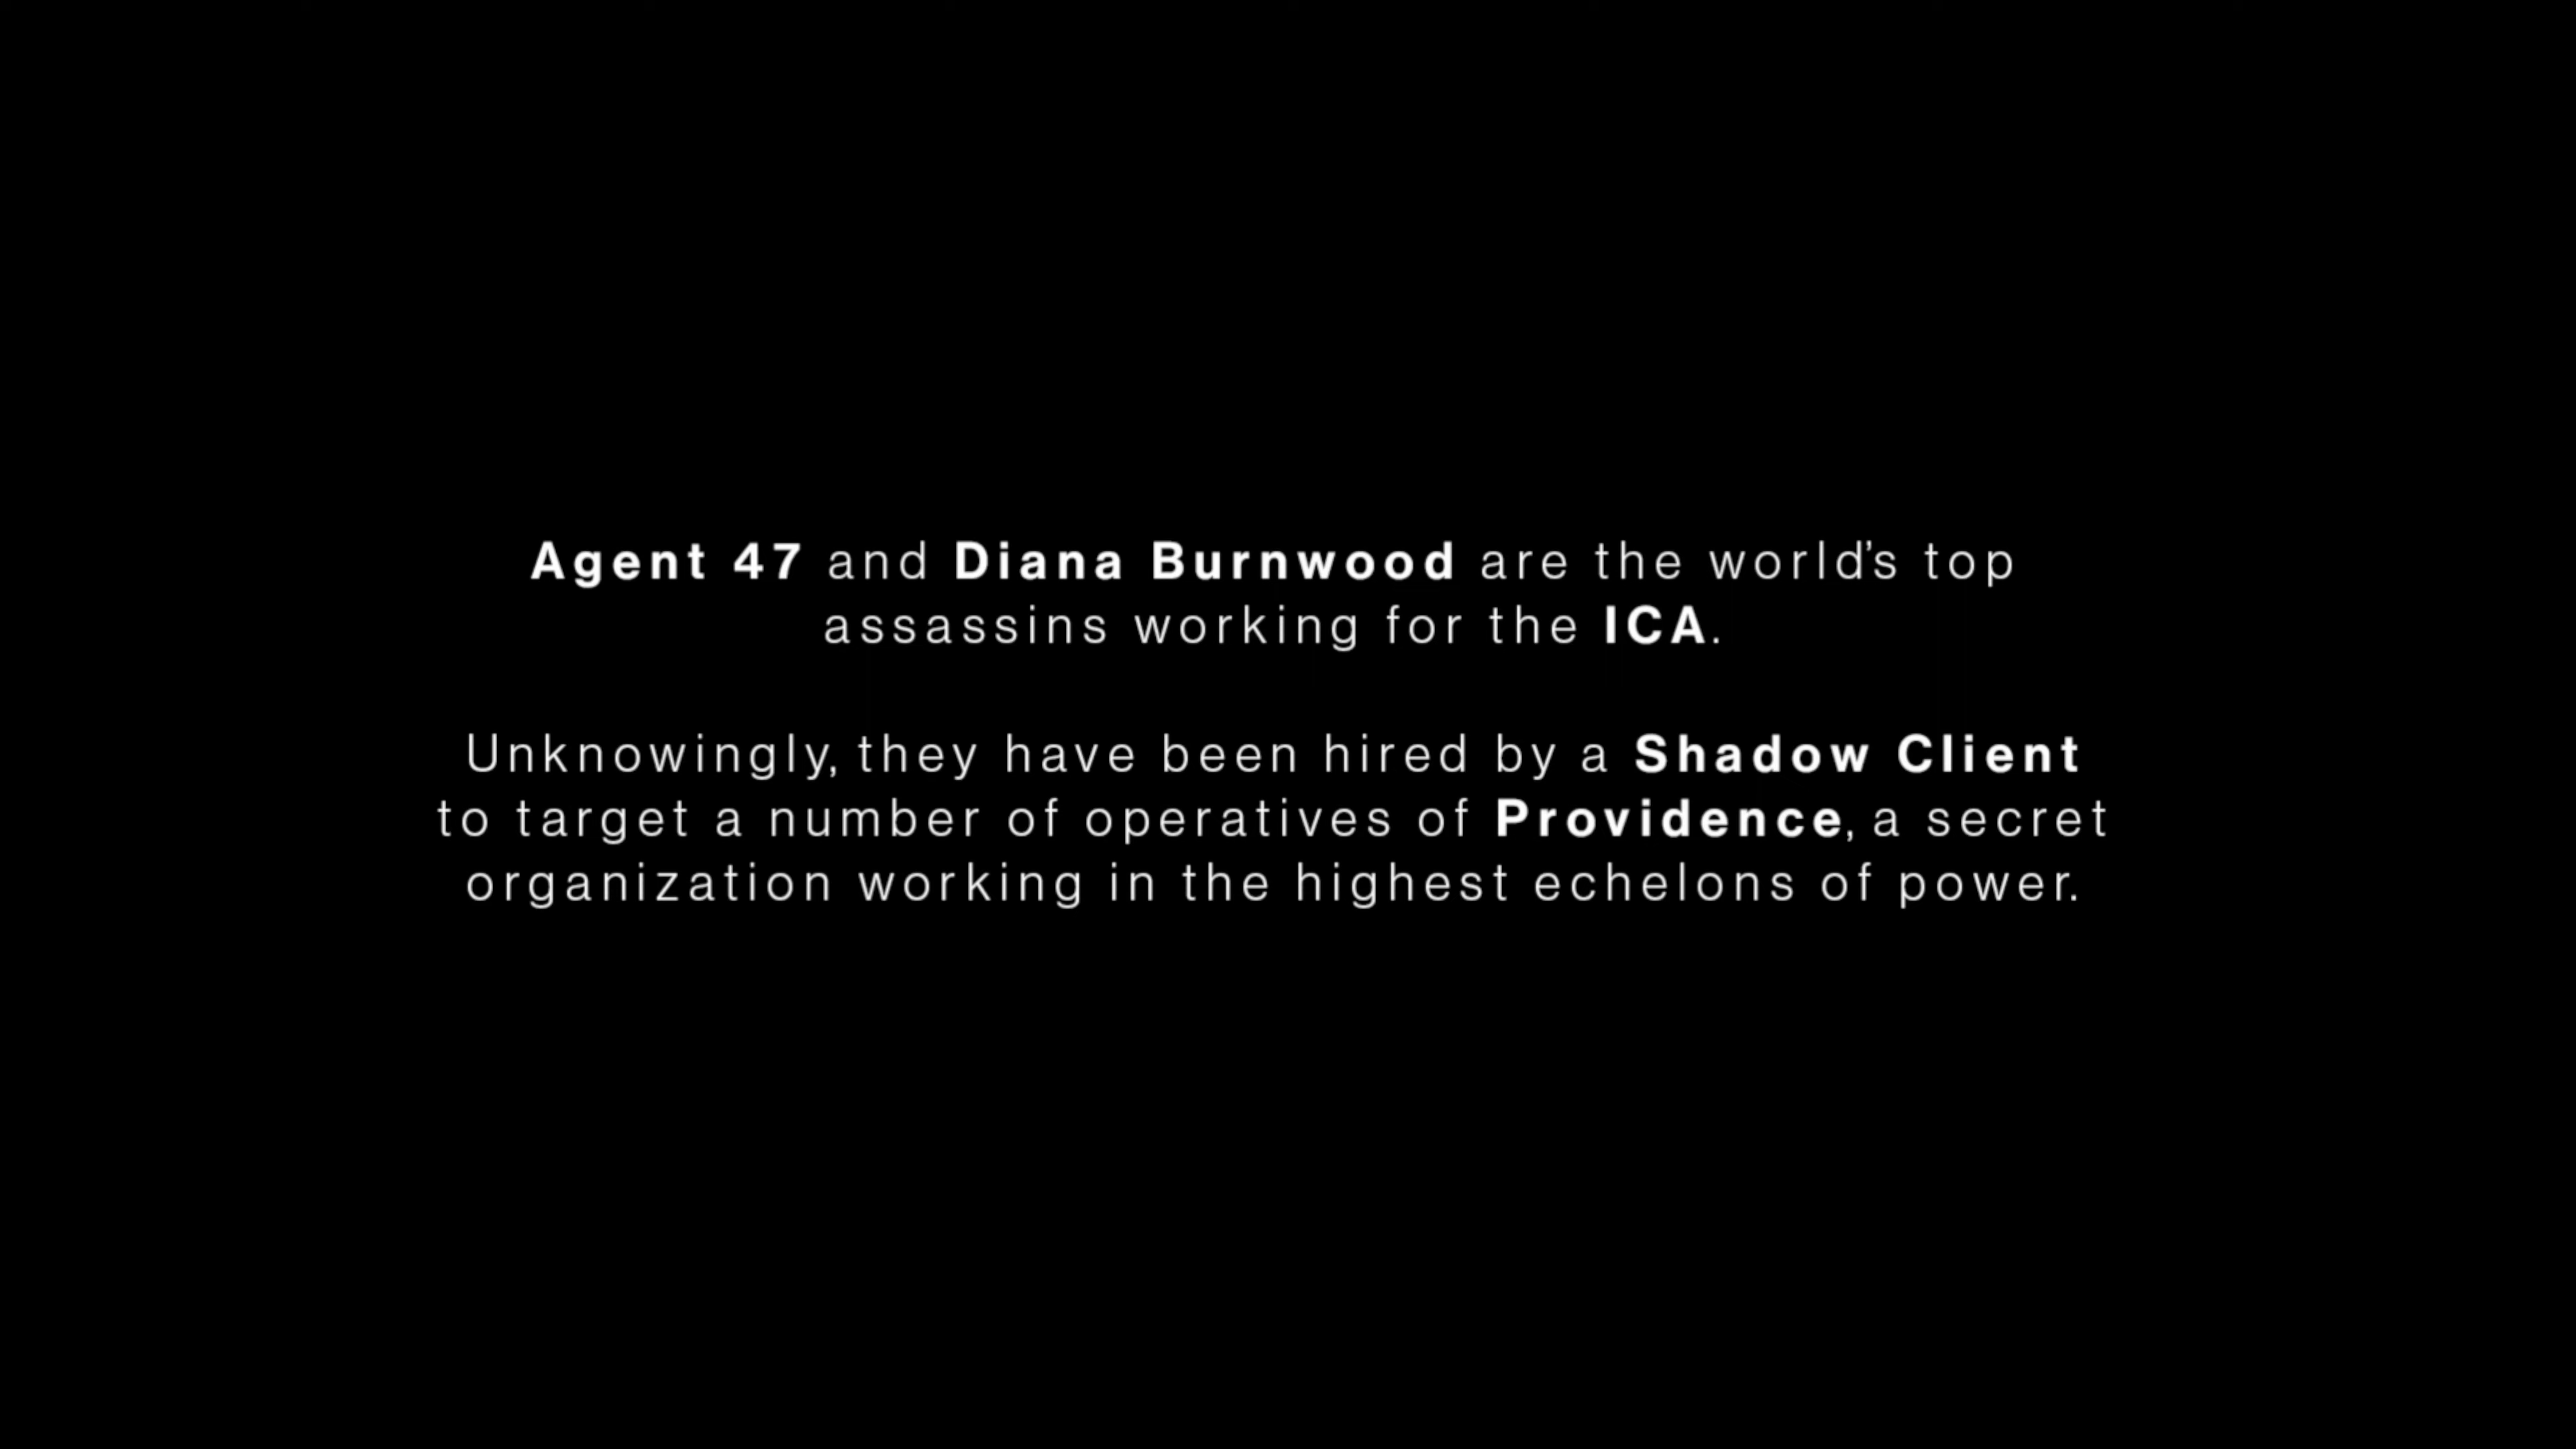 Agent 47 and Diana Burnwood are the world’s top
assassins working for the ICA.
Unknowingly, they have been hired by a Shadow Client
to target a number of operatives of Providence, a secret
organization working in the highest echelons of power.